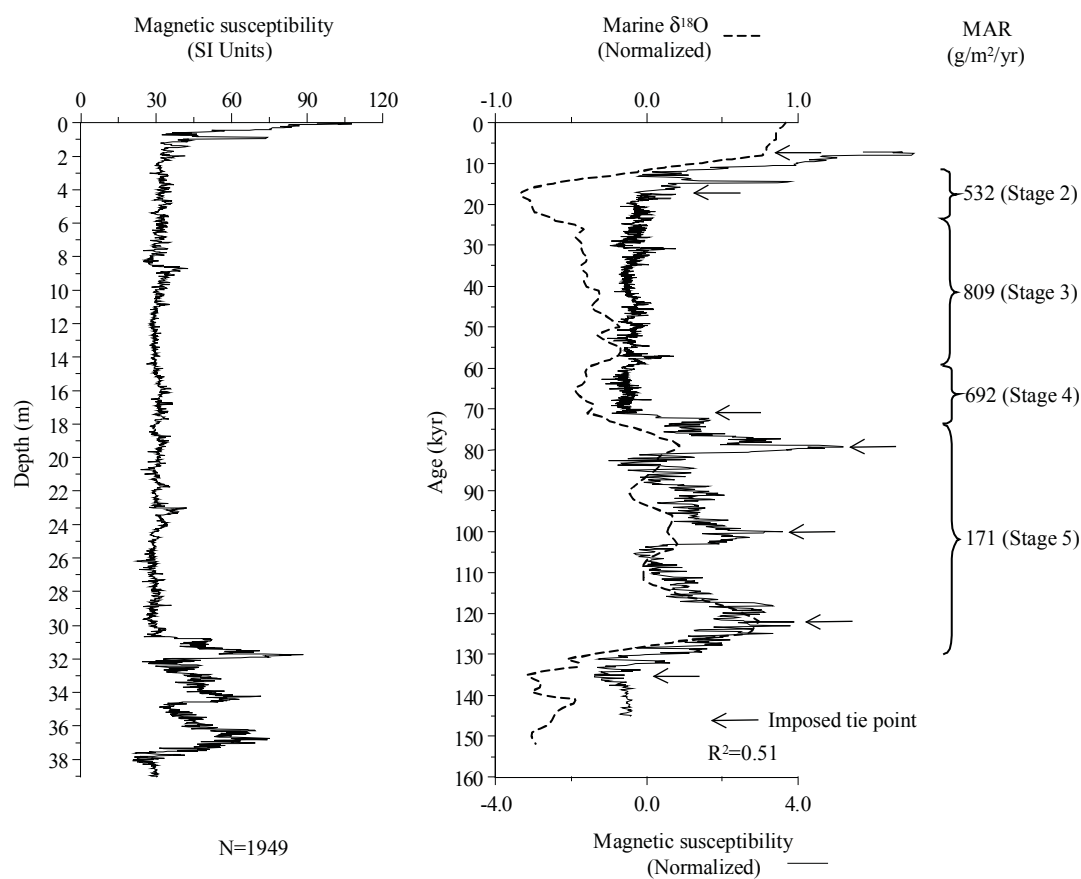 Magnetic susceptibility
(SI Units)
0 30 60 90 120
Depth (m)
0
2
4
6
8
10
12
14
16
18
20
22
24
26
28
30
32
34
36
38
N=1949
Marine δ¹⁸O
(Normalized)
-1.0 0.0 1.0
Age (kyr)
0
10
20
30
40
50
60
70
80
90
100
110
120
130
140
150
160
Imposed tie point
R²=0.51
-4.0 0.0 4.0
Magnetic susceptibility
(Normalized)
MAR
(g/m²/yr)
532 (Stage 2)
809 (Stage 3)
692 (Stage 4)
171 (Stage 5)